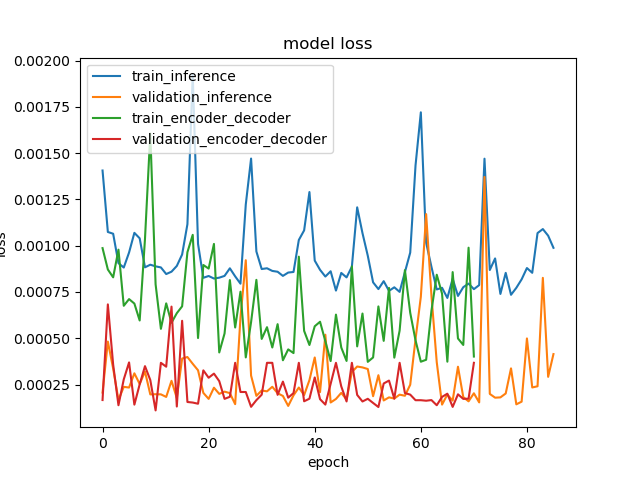 model loss
train_inference
validation_inference
train_encoder_decoder
validation_encoder_decoder
0.00200
0.00175
0.00150
0.00125
0.00100
0.00075
0.00050
0.00025
loss
0 20 40 60 80
epoch